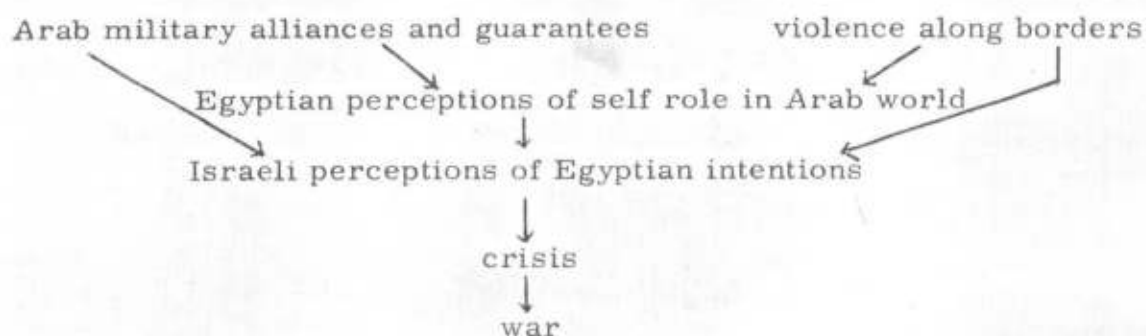 Arab military alliances and guarantees violence along borders
Egyptian perceptions of self role in Arab world
Israeli perceptions of Egyptian intentions
crisis
war